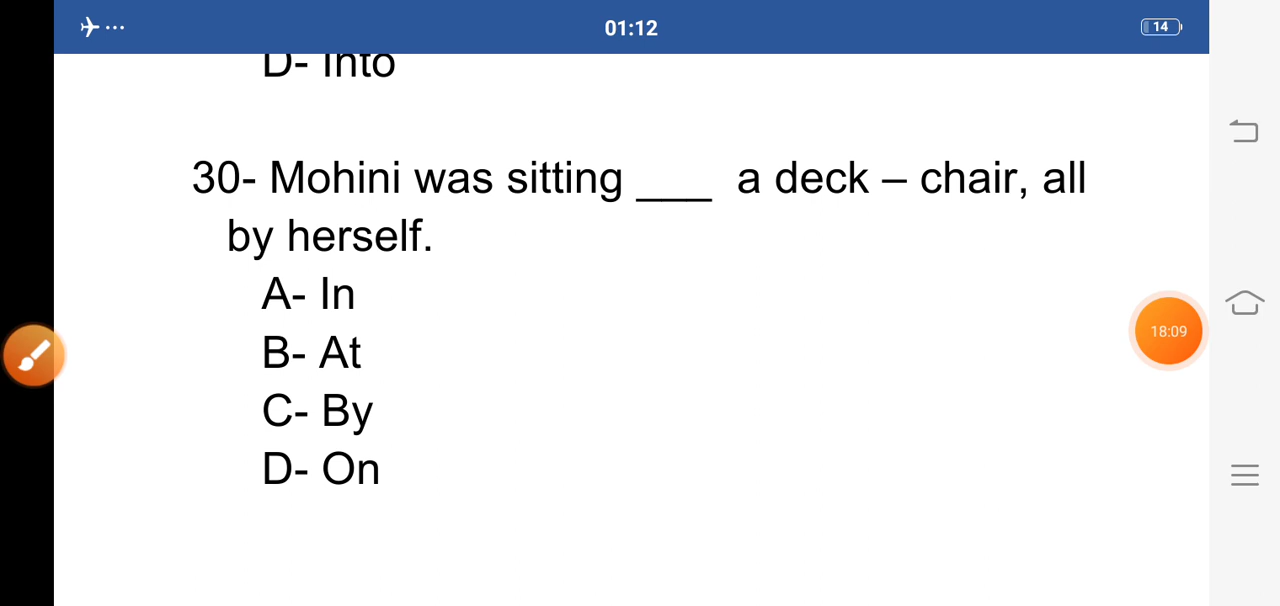 01:12
14
D- Into
30- Mohini was sitting ___ a deck – chair, all
by herself.
A- In
B- At
C- By
D- On
18:09